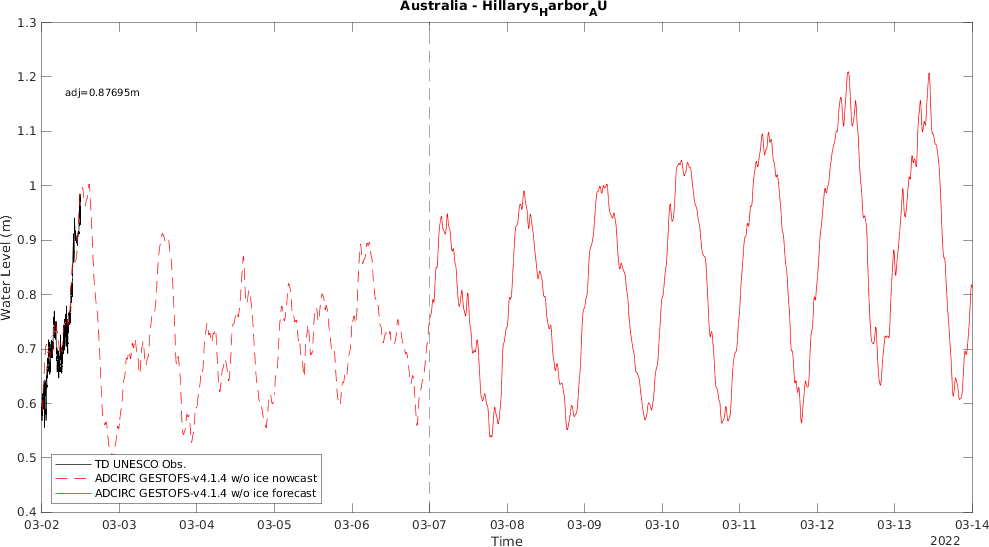 Australia - HillarysHarborAU
1.3
1.2
1.1
1
0.9
0.8
0.7
0.6
0.5
0.4
Water Level (m)
adj=0.87695m
TD UNESCO Obs.
ADCIRC GESTOFS-v4.1.4 w/o ice nowcast
ADCIRC GESTOFS-v4.1.4 w/o ice forecast
03-02 03-03 03-04 03-05 03-06 03-07 03-08 03-09 03-10 03-11 03-12 03-13 03-14
Time
2022